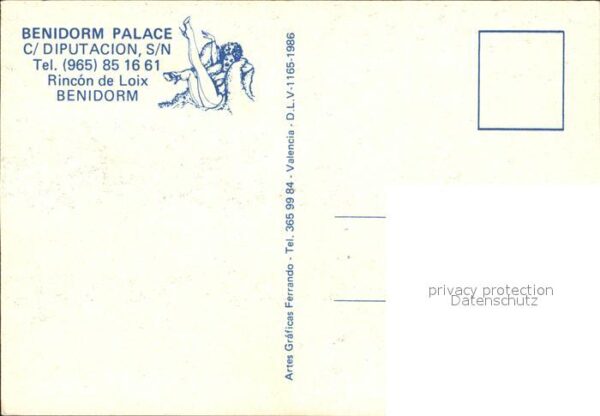 BENIDORM PALACE
C/ DIPUTACION, S/N
Tel. (965) 85 16 61
Rincón de Loix
BENIDORM
Artes Gráficas Ferrando - Tel. 365 99 84 - Valencia - D.L.V-1165-1986
privacy protection
Datenschutz